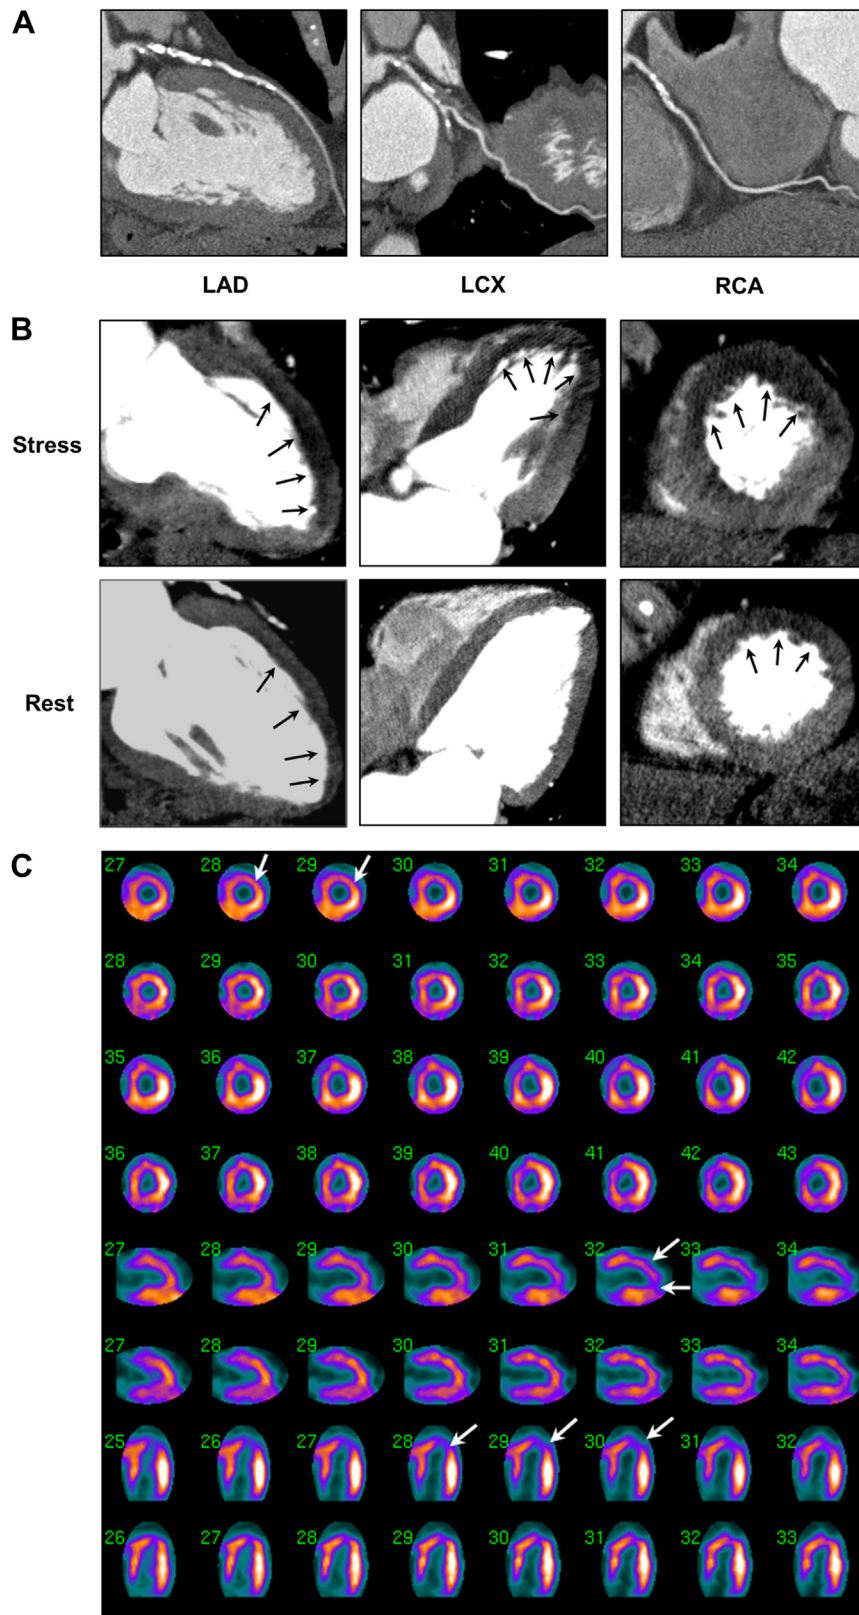 A
LAD LCX RCA
B
Stress
Rest
C
27 28 29 30 31 32 33 34
28 29 30 31 32 33 34 35
35 36 37 38 39 40 41 42
36 37 38 39 40 41 42 43
27 28 29 30 31 32 33 34
27 28 29 30 31 32 33 34
25 26 27 28 29 30 31 32
26 27 28 29 30 31 32 33